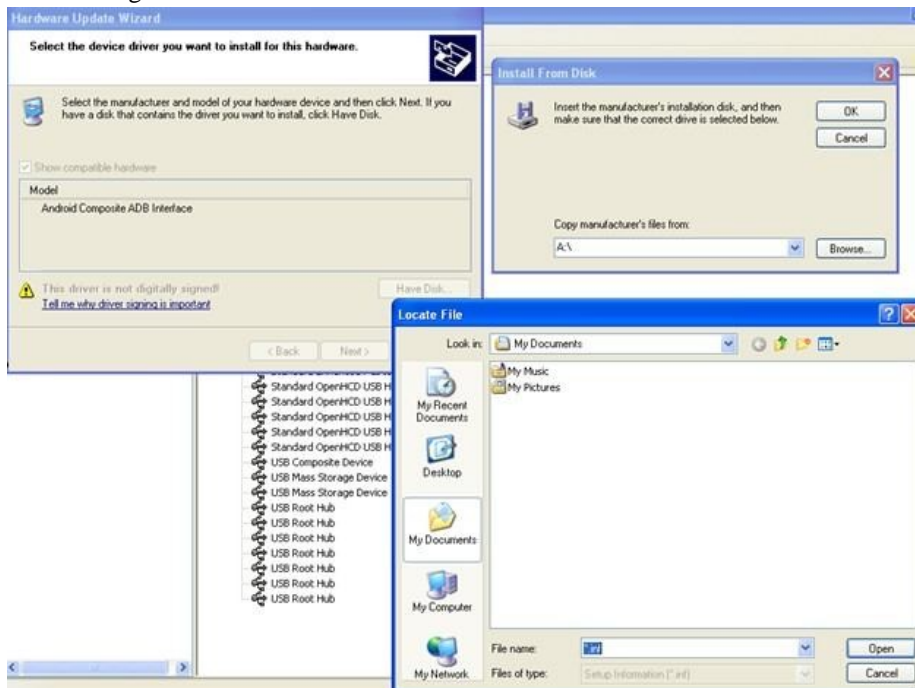 Hardware Update Wizard
Select the device driver you want to install for this hardware.
Select the manufacturer and model of your hardware device and then click Next. If you
have a disk that contains the driver you want to install, click Have Disk.
Show compatible hardware
Model
Android Composite ADB Interface
This driver is not digitally signed!
Tell me why driver signing is important
Have Disk...
< Back
Next >
Install From Disk
Insert the manufacturer's installation disk, and then
make sure that the correct drive is selected below.
OK
Cancel
Copy manufacturer's files from:
A:\
Browse...
Standard OpenHCD USB H
Standard OpenHCD USB H
Standard OpenHCD USB H
Standard OpenHCD USB H
Standard OpenHCD USB H
USB Composite Device
USB Mass Storage Device
USB Mass Storage Device
USB Root Hub
USB Root Hub
USB Root Hub
USB Root Hub
USB Root Hub
USB Root Hub
USB Root Hub
Locate File
Look in:
My Documents
My Music
My Pictures
My Recent
Documents
Desktop
My Documents
My Computer
My Network
File name:
*.inf
Open
Files of type:
Setup Information (*.inf)
Cancel